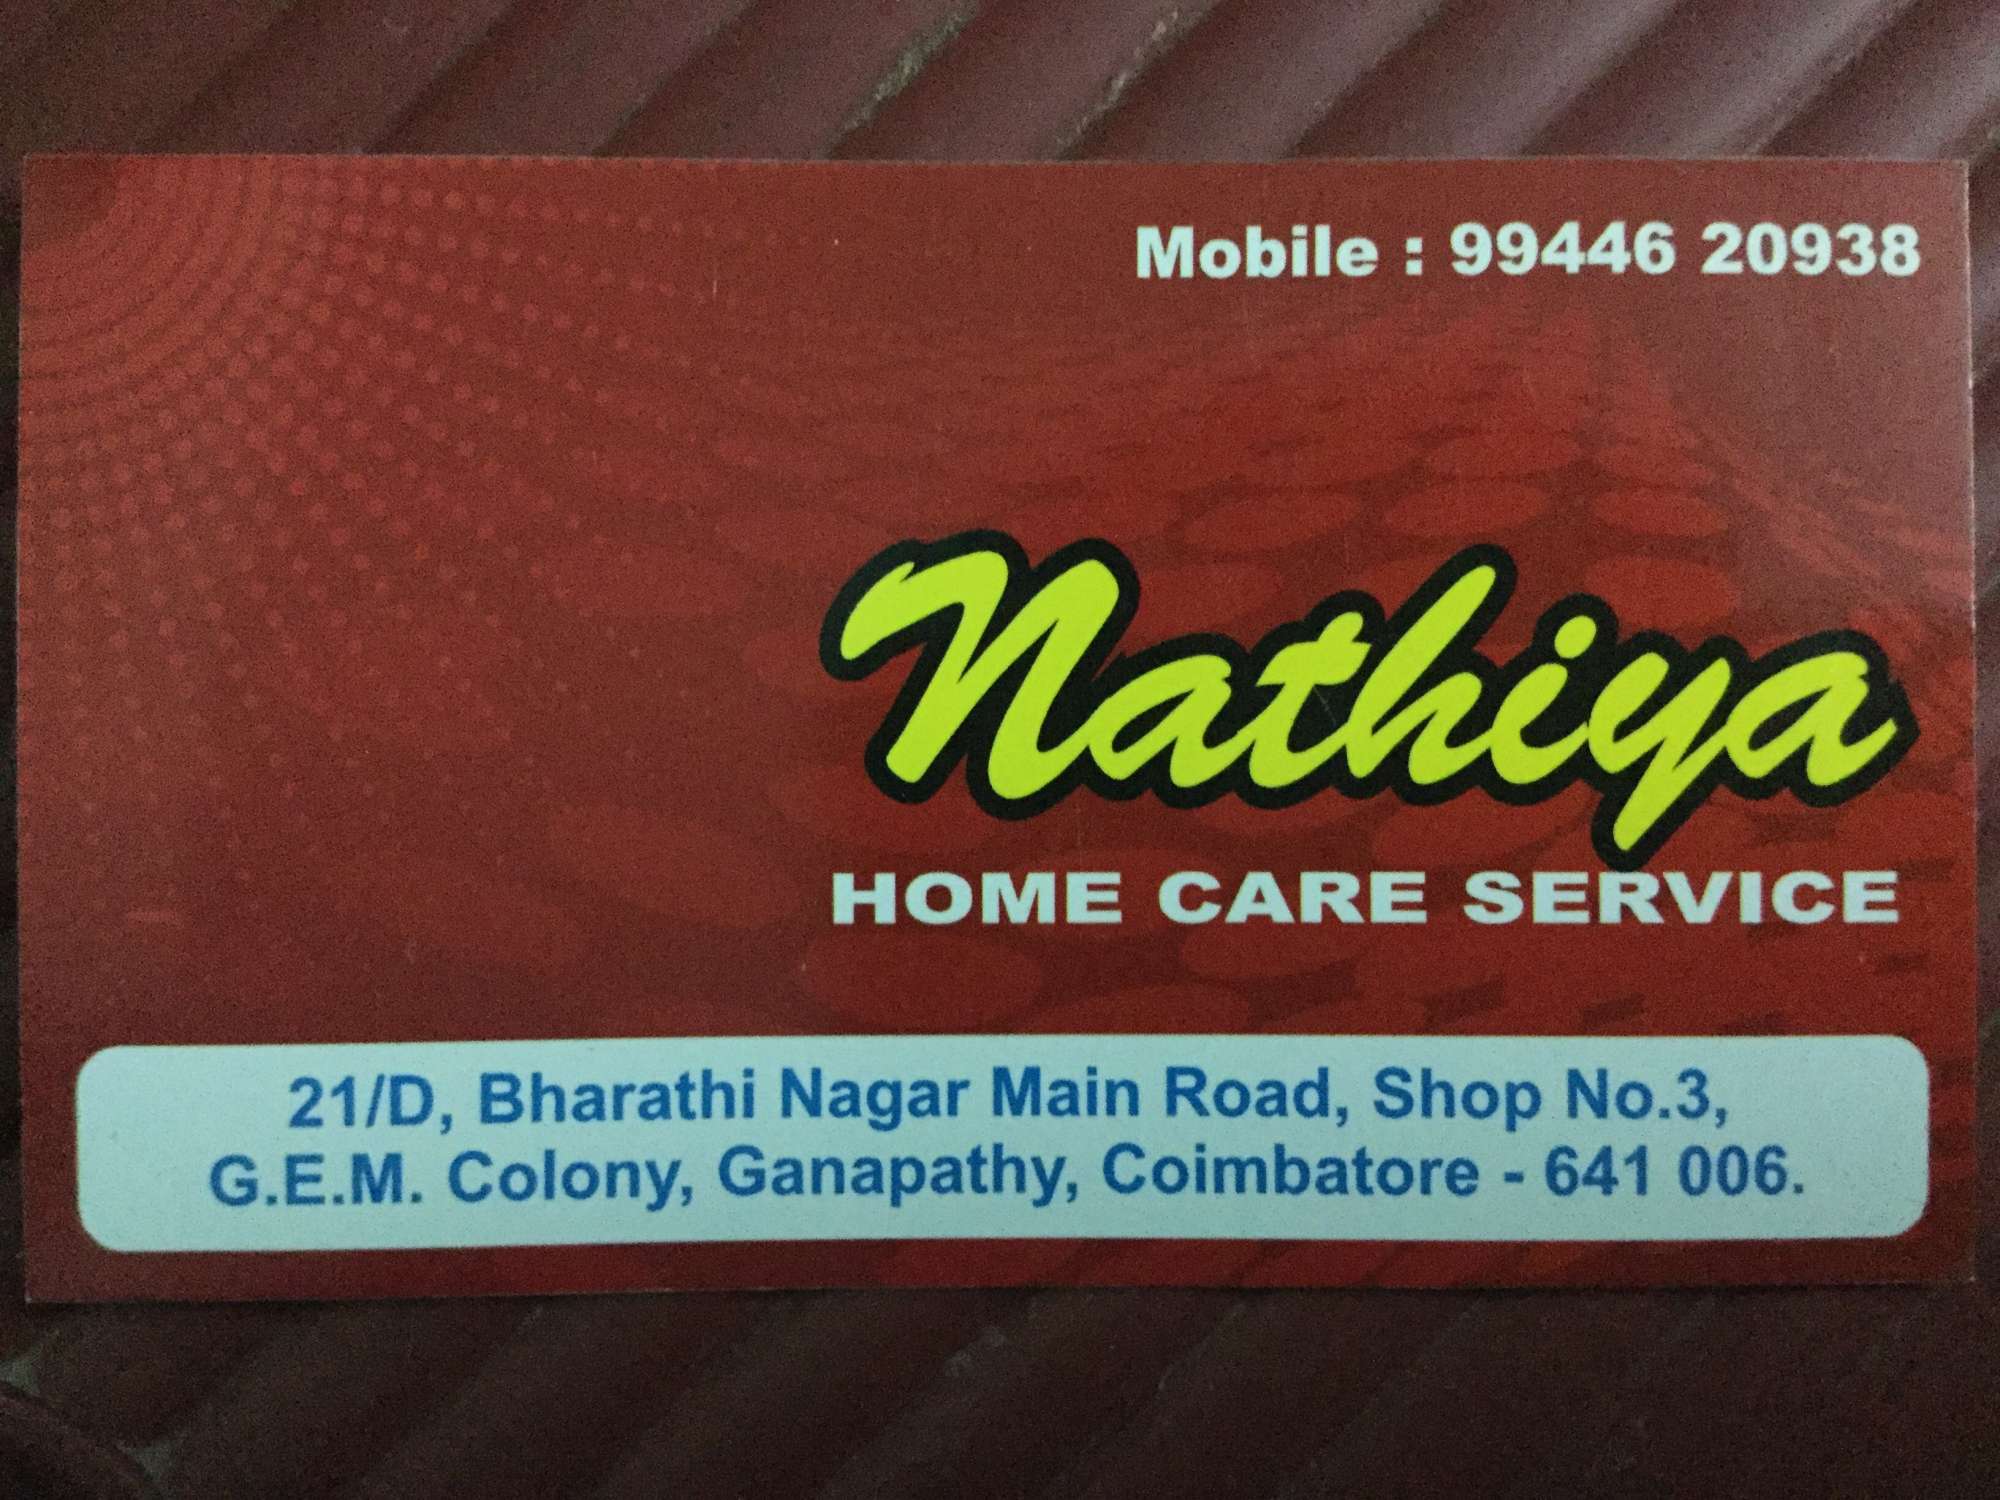 Mobile : 99446 20938
Nathiya
HOME CARE SERVICE
21/D, Bharathi Nagar Main Road, Shop No.3,
G.E.M. Colony, Ganapathy, Coimbatore - 641 006.